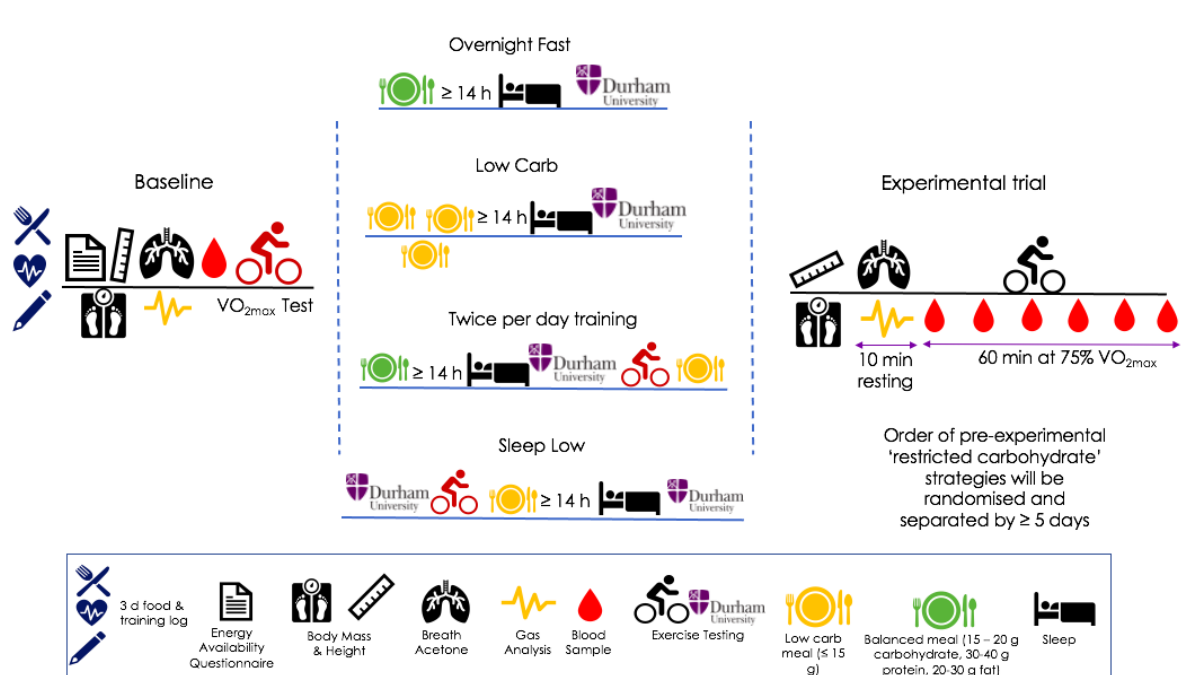 Overnight Fast
≥ 14 h
Durham
University
Low Carb
≥ 14 h
Durham
University
Baseline
VO2max Test
Twice per day training
≥ 14 h
Durham
University
Sleep Low
Durham
University
≥ 14 h
Durham
University
Experimental trial
10 min
resting
60 min at 75% VO2max
Order of pre-experimental
‘restricted carbohydrate’
strategies will be
randomised and
separated by ≥ 5 days
3 d food &
training log
Energy
Availability
Questionnaire
Body Mass
& Height
Breath
Acetone
Gas
Analysis
Blood
Sample
Durham
University
Exercise Testing
Low carb
meal (≤ 15
g)
Balanced meal (15 – 20 g
carbohydrate, 30-40 g
protein, 20-30 g fat)
Sleep